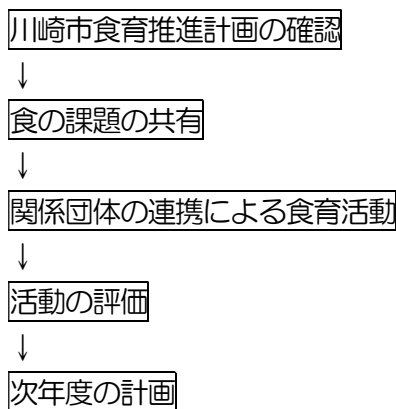 川崎市食育推進計画の確認
↓
食の課題の共有
↓
関係団体の連携による食育活動
↓
活動の評価
↓
次年度の計画